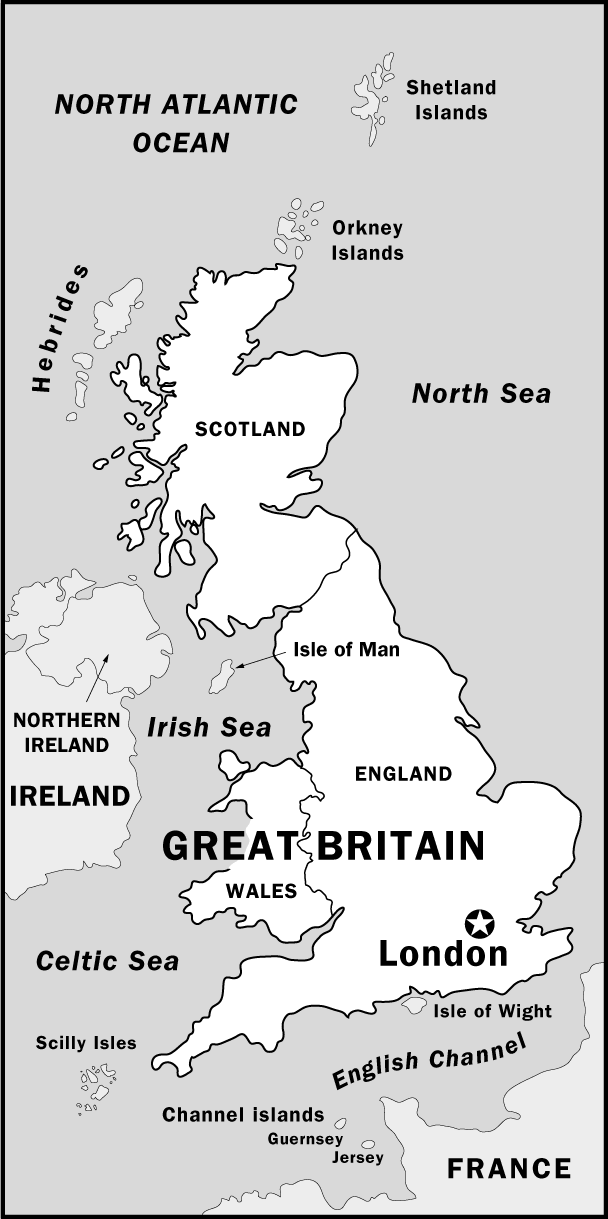 NORTH ATLANTIC
OCEAN
Shetland
Islands
Orkney
Islands
Hebrides
North Sea
SCOTLAND
Isle of Man
NORTHERN
IRELAND
Irish Sea
IRELAND
ENGLAND
GREAT BRITAIN
WALES
London
Celtic Sea
Isle of Wight
Scilly Isles
English Channel
Channel islands
Guernsey
Jersey
FRANCE